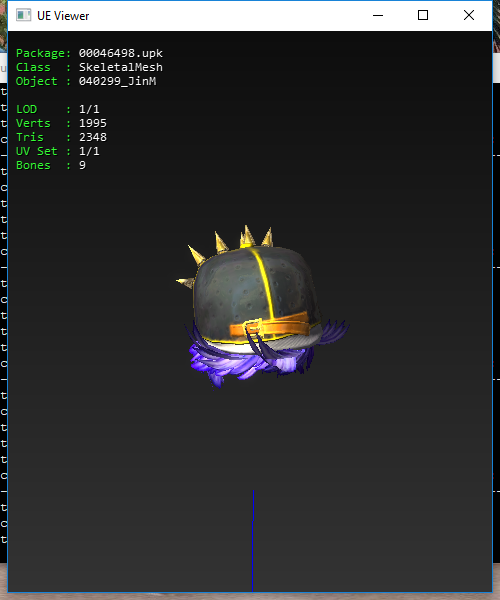 UE Viewer
Package: 00046498.upk
Class : SkeletalMesh
Object : 040299_JinM
LOD : 1/1
Verts : 1995
Tris : 2348
UV Set : 1/1
Bones : 9